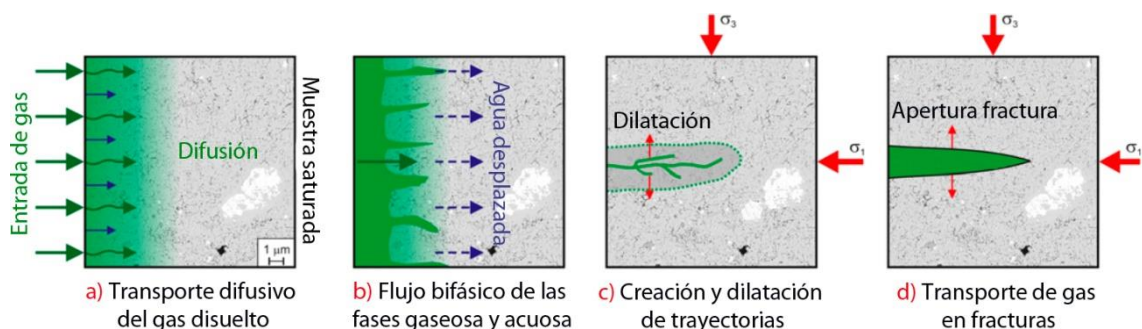 Entrada de gas
Difusión
1 μm
Muestra saturada
a) Transporte difusivo
del gas disuelto
Agua desplazada
b) Flujo bifásico de las
fases gaseosa y acuosa
σ3
Dilatación
σ1
c) Creación y dilatación
de trayectorias
σ3
Apertura fractura
σ1
d) Transporte de gas
en fracturas